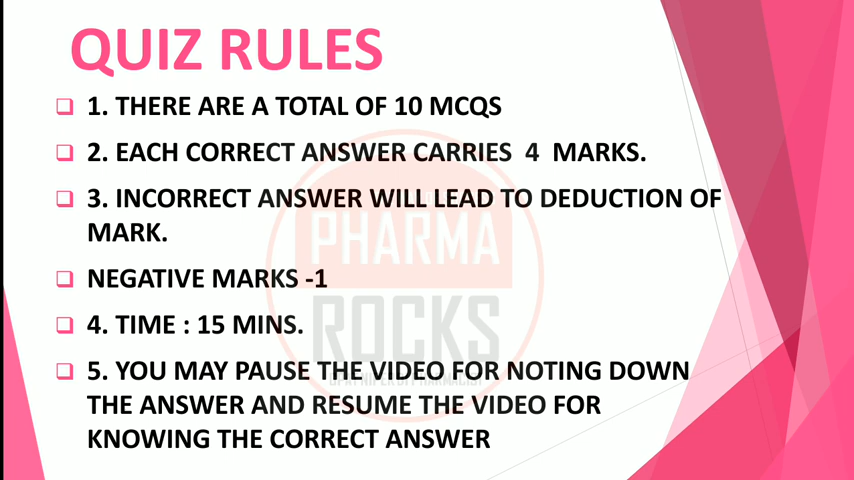 QUIZ RULES
1. THERE ARE A TOTAL OF 10 MCQS
2. EACH CORRECT ANSWER CARRIES 4 MARKS.
3. INCORRECT ANSWER WILL LEAD TO DEDUCTION OF
MARK.
NEGATIVE MARKS -1
4. TIME : 15 MINS.
5. YOU MAY PAUSE THE VIDEO FOR NOTING DOWN
THE ANSWER AND RESUME THE VIDEO FOR
KNOWING THE CORRECT ANSWER
PHARMA
ROCKS